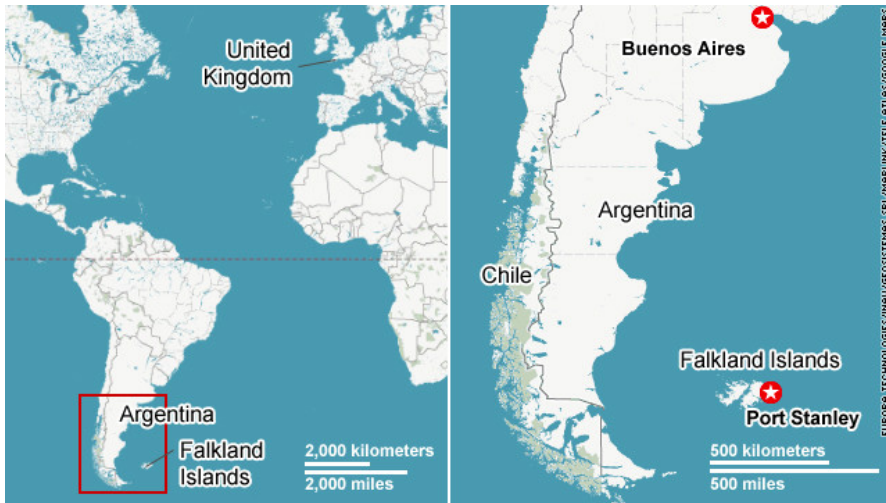 United
Kingdom
Argentina
Falkland
Islands
2,000 kilometers
2,000 miles
Buenos Aires
Argentina
Chile
Falkland Islands
Port Stanley
500 kilometers
500 miles